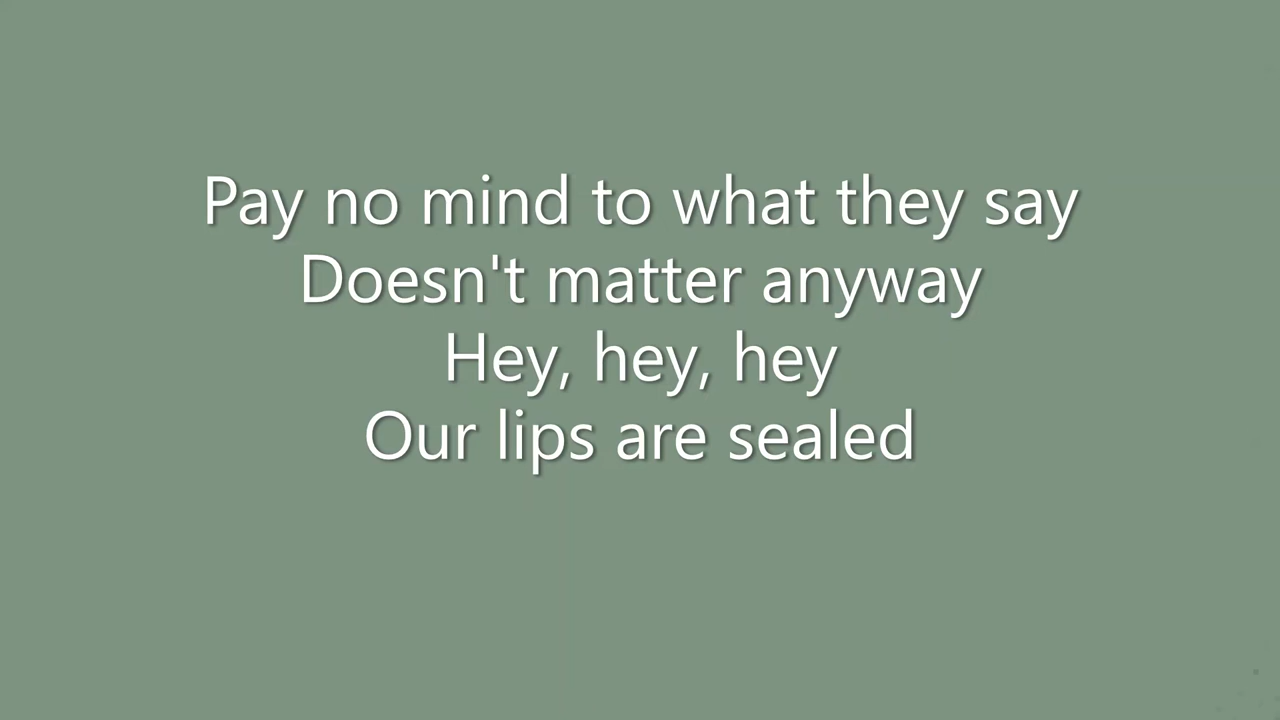 Pay no mind to what they say
Doesn't matter anyway
Hey, hey, hey
Our lips are sealed